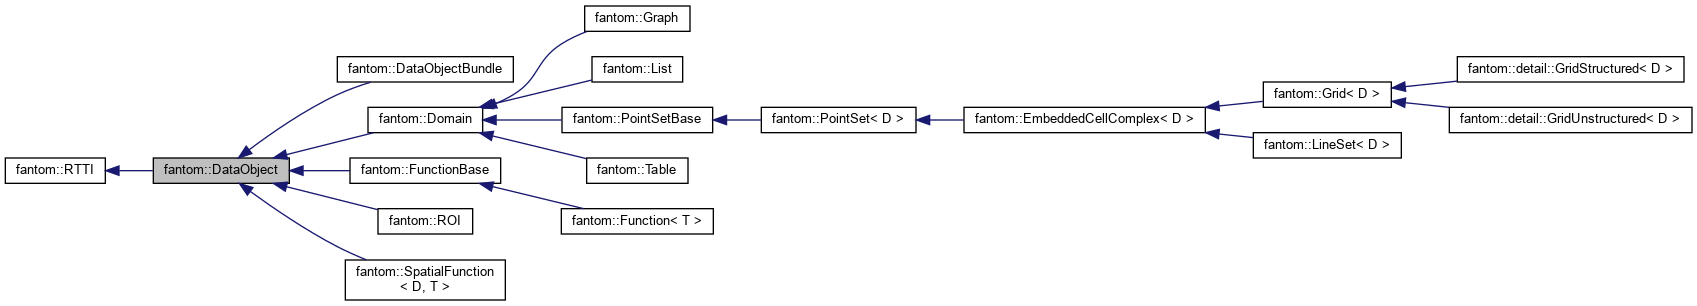 fantom::Graph
fantom::DataObjectBundle
fantom::List
fantom::detail::GridStructured< D >
fantom::Grid< D >
fantom::Domain
fantom::PointSetBase
fantom::PointSet< D >
fantom::EmbeddedCellComplex< D >
fantom::detail::GridUnstructured< D >
fantom::LineSet< D >
fantom::RTTI
fantom::DataObject
fantom::FunctionBase
fantom::Table
fantom::ROI
fantom::Function< T >
fantom::SpatialFunction
< D, T >